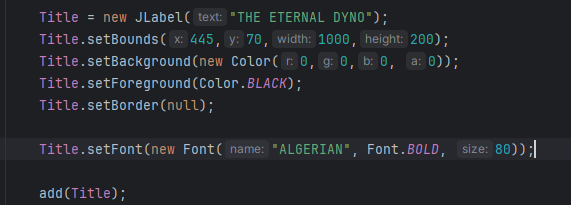 Title = new JLabel( text: "THE ETERNAL DYNO");
Title.setBounds( x: 445, y: 70, width: 1000, height: 200);
Title.setBackground(new Color( r: 0, g: 0, b: 0, a: 0));
Title.setForeground(Color.BLACK);
Title.setBorder(null);
Title.setFont(new Font( name: "ALGERIAN", Font.BOLD, size: 80));
add(Title);